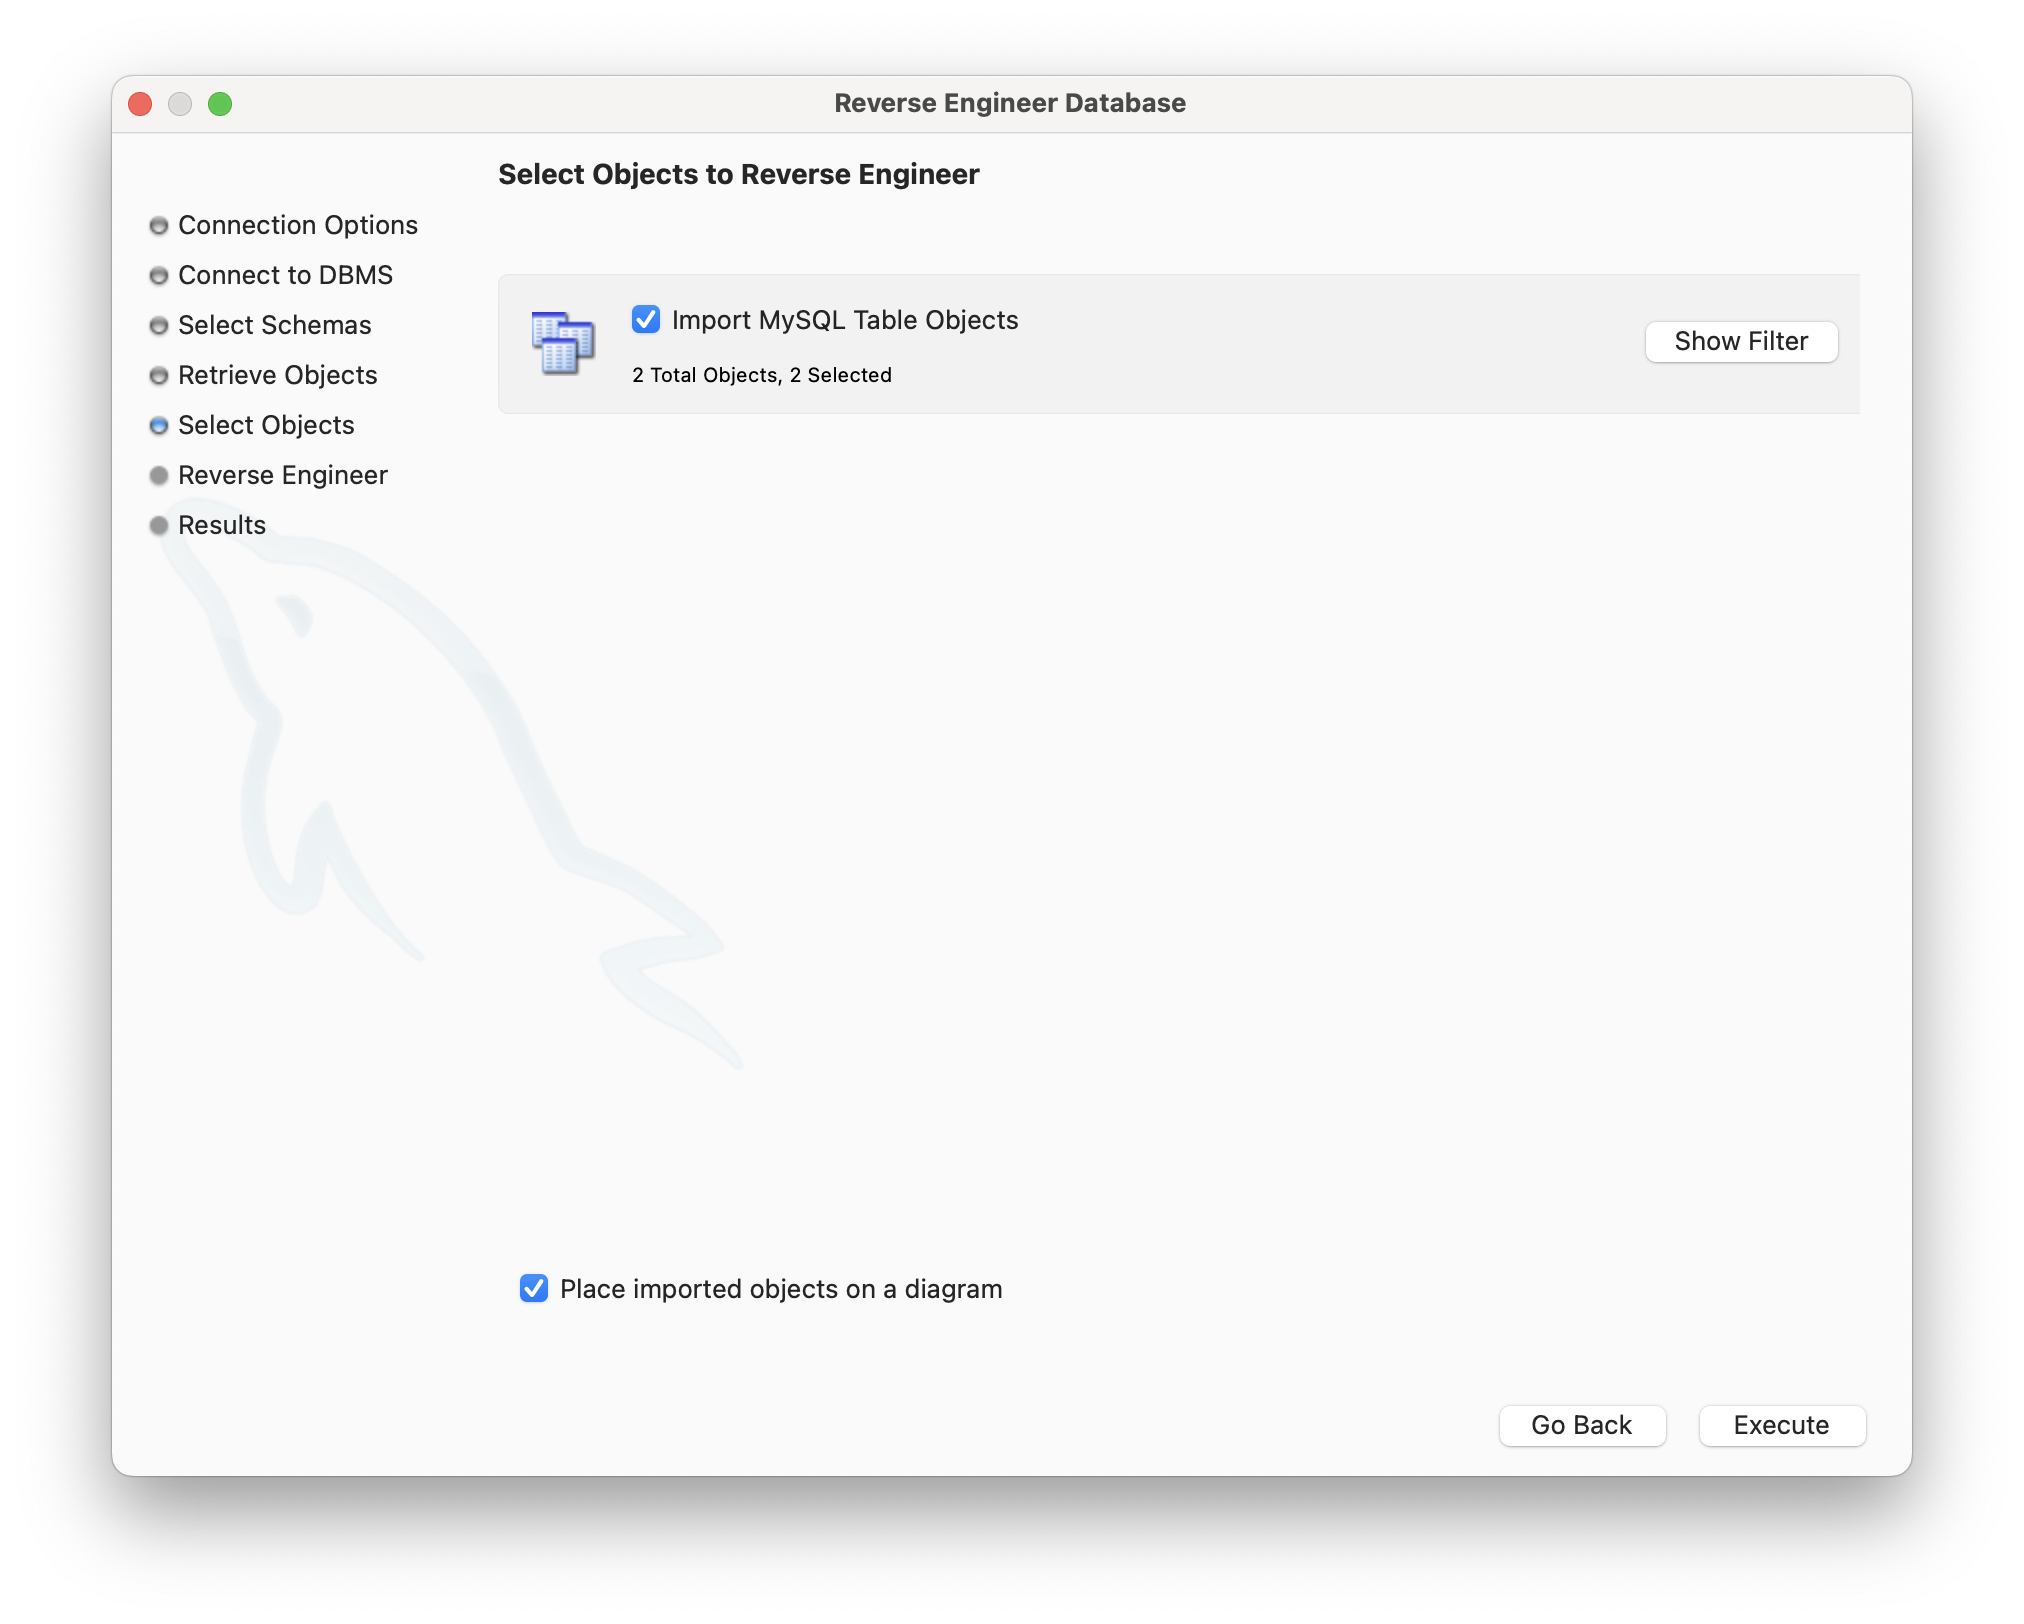 Reverse Engineer Database
Select Objects to Reverse Engineer
Connection Options
Connect to DBMS
Select Schemas
Retrieve Objects
Select Objects
Reverse Engineer
Results
Import MySQL Table Objects
2 Total Objects, 2 Selected
Show Filter
Place imported objects on a diagram
Go Back
Execute